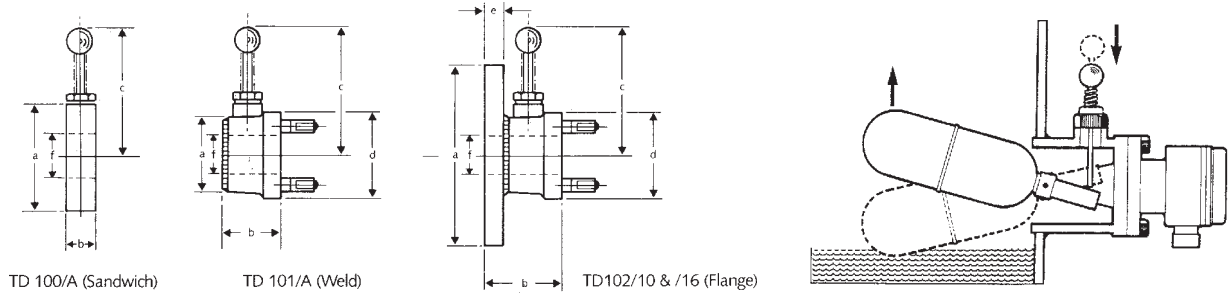 a
f
b
c
TD 100/A (Sandwich)
a
f
b
c
d
TD 101/A (Weld)
e
a
f
b
c
d
TD102/10 & /16 (Flange)